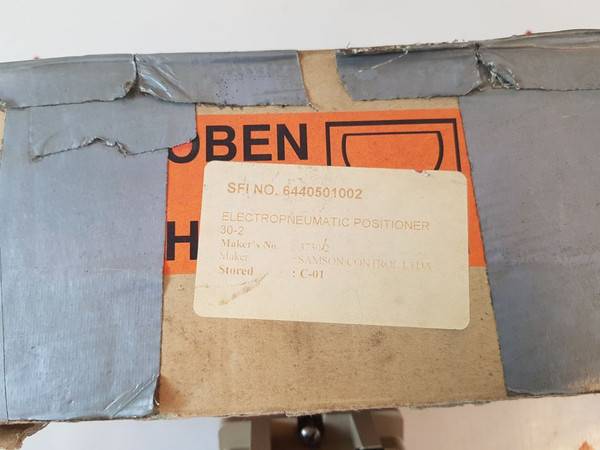 OBEN
H
SFI NO. 6440501002
ELECTROPNEUMATIC POSITIONER
30-2
Maker's No.
Maker : SAMSON CONTROL LTDA
Stored : C-01